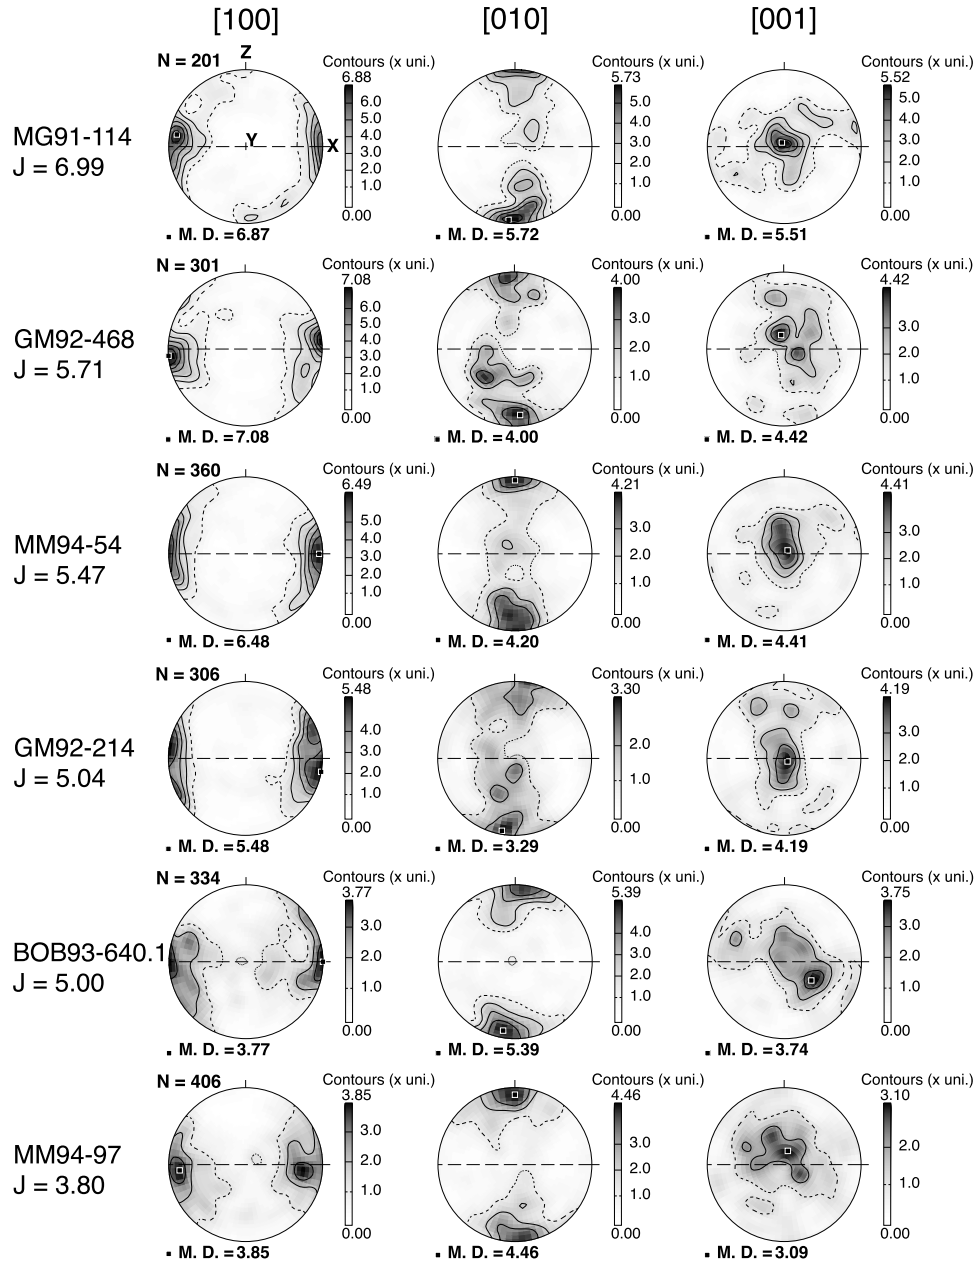 [100] [010] [001]
N = 201 Z Contours (x uni.) Contours (x uni.) Contours (x uni.)
6.88 5.73 5.52
6.0 5.0 5.0
5.0 4.0 4.0
4.0 3.0 3.0
3.0 2.0 2.0
2.0 1.0 1.0
1.0
0.00 0.00 0.00
Y X
MG91-114
J = 6.99
M. D. = 6.87 M. D. = 5.72 M. D. = 5.51
N = 301 Contours (x uni.) Contours (x uni.) Contours (x uni.)
7.08 4.00 4.42
6.0 3.0 3.0
5.0 2.0 2.0
4.0 1.0 1.0
3.0
2.0
1.0
0.00 0.00 0.00
GM92-468
J = 5.71
M. D. = 7.08 M. D. = 4.00 M. D. = 4.42
N = 360 Contours (x uni.) Contours (x uni.) Contours (x uni.)
6.49 4.21 4.41
5.0 3.0 3.0
4.0 2.0 2.0
3.0 1.0 1.0
2.0
1.0
0.00 0.00 0.00
MM94-54
J = 5.47
M. D. = 6.48 M. D. = 4.20 M. D. = 4.41
N = 306 Contours (x uni.) Contours (x uni.) Contours (x uni.)
5.48 3.30 4.19
4.0 2.0 3.0
3.0 1.0 2.0
2.0 1.0
1.0
0.00 0.00 0.00
GM92-214
J = 5.04
M. D. = 5.48 M. D. = 3.29 M. D. = 4.19
N = 334 Contours (x uni.) Contours (x uni.) Contours (x uni.)
3.77 5.39 3.75
3.0 4.0 3.0
2.0 3.0 2.0
1.0 2.0 1.0
1.0
0.00 0.00 0.00
BOB93-640.1
J = 5.00
M. D. = 3.77 M. D. = 5.39 M. D. = 3.74
N = 406 Contours (x uni.) Contours (x uni.) Contours (x uni.)
3.85 4.46 3.10
3.0 3.0 2.0
2.0 2.0 1.0
1.0 1.0
0.00 0.00 0.00
MM94-97
J = 3.80
M. D. = 3.85 M. D. = 4.46 M. D. = 3.09